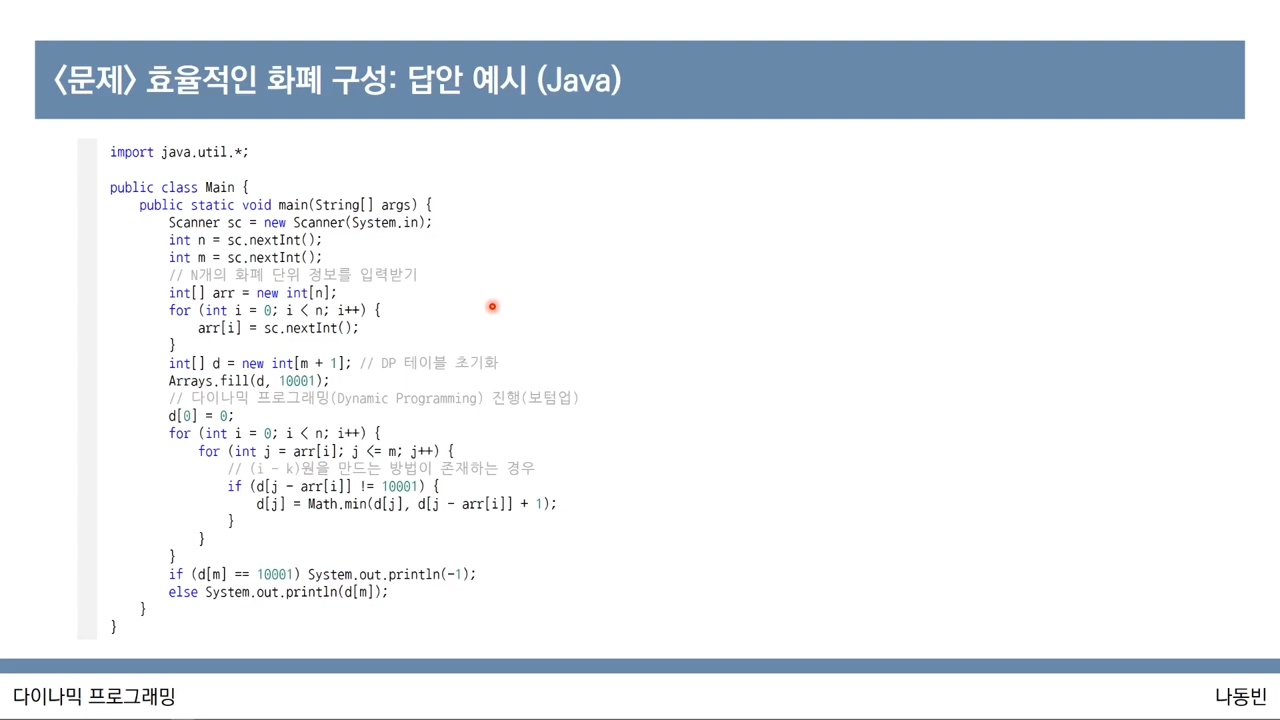 <문제> 효율적인 화폐 구성: 답안 예시 (Java)
import java.util.*;
public class Main {
    public static void main(String[] args) {
        Scanner sc = new Scanner(System.in);
        int n = sc.nextInt();
        int m = sc.nextInt();
        // N개의 화폐 단위 정보를 입력받기
        int[] arr = new int[n];
        for (int i = 0; i < n; i++) {
            arr[i] = sc.nextInt();
        }
        int[] d = new int[m + 1]; // DP 테이블 초기화
        Arrays.fill(d, 10001);
        // 다이나믹 프로그래밍(Dynamic Programming) 진행(보텀업)
        d[0] = 0;
        for (int i = 0; i < n; i++) {
            for (int j = arr[i]; j <= m; j++) {
                // (i - k)원을 만드는 방법이 존재하는 경우
                if (d[j - arr[i]] != 10001) {
                    d[j] = Math.min(d[j], d[j - arr[i]] + 1);
                }
            }
        }
        if (d[m] == 10001) System.out.println(-1);
        else System.out.println(d[m]);
    }
}
다이나믹 프로그래밍
나동빈